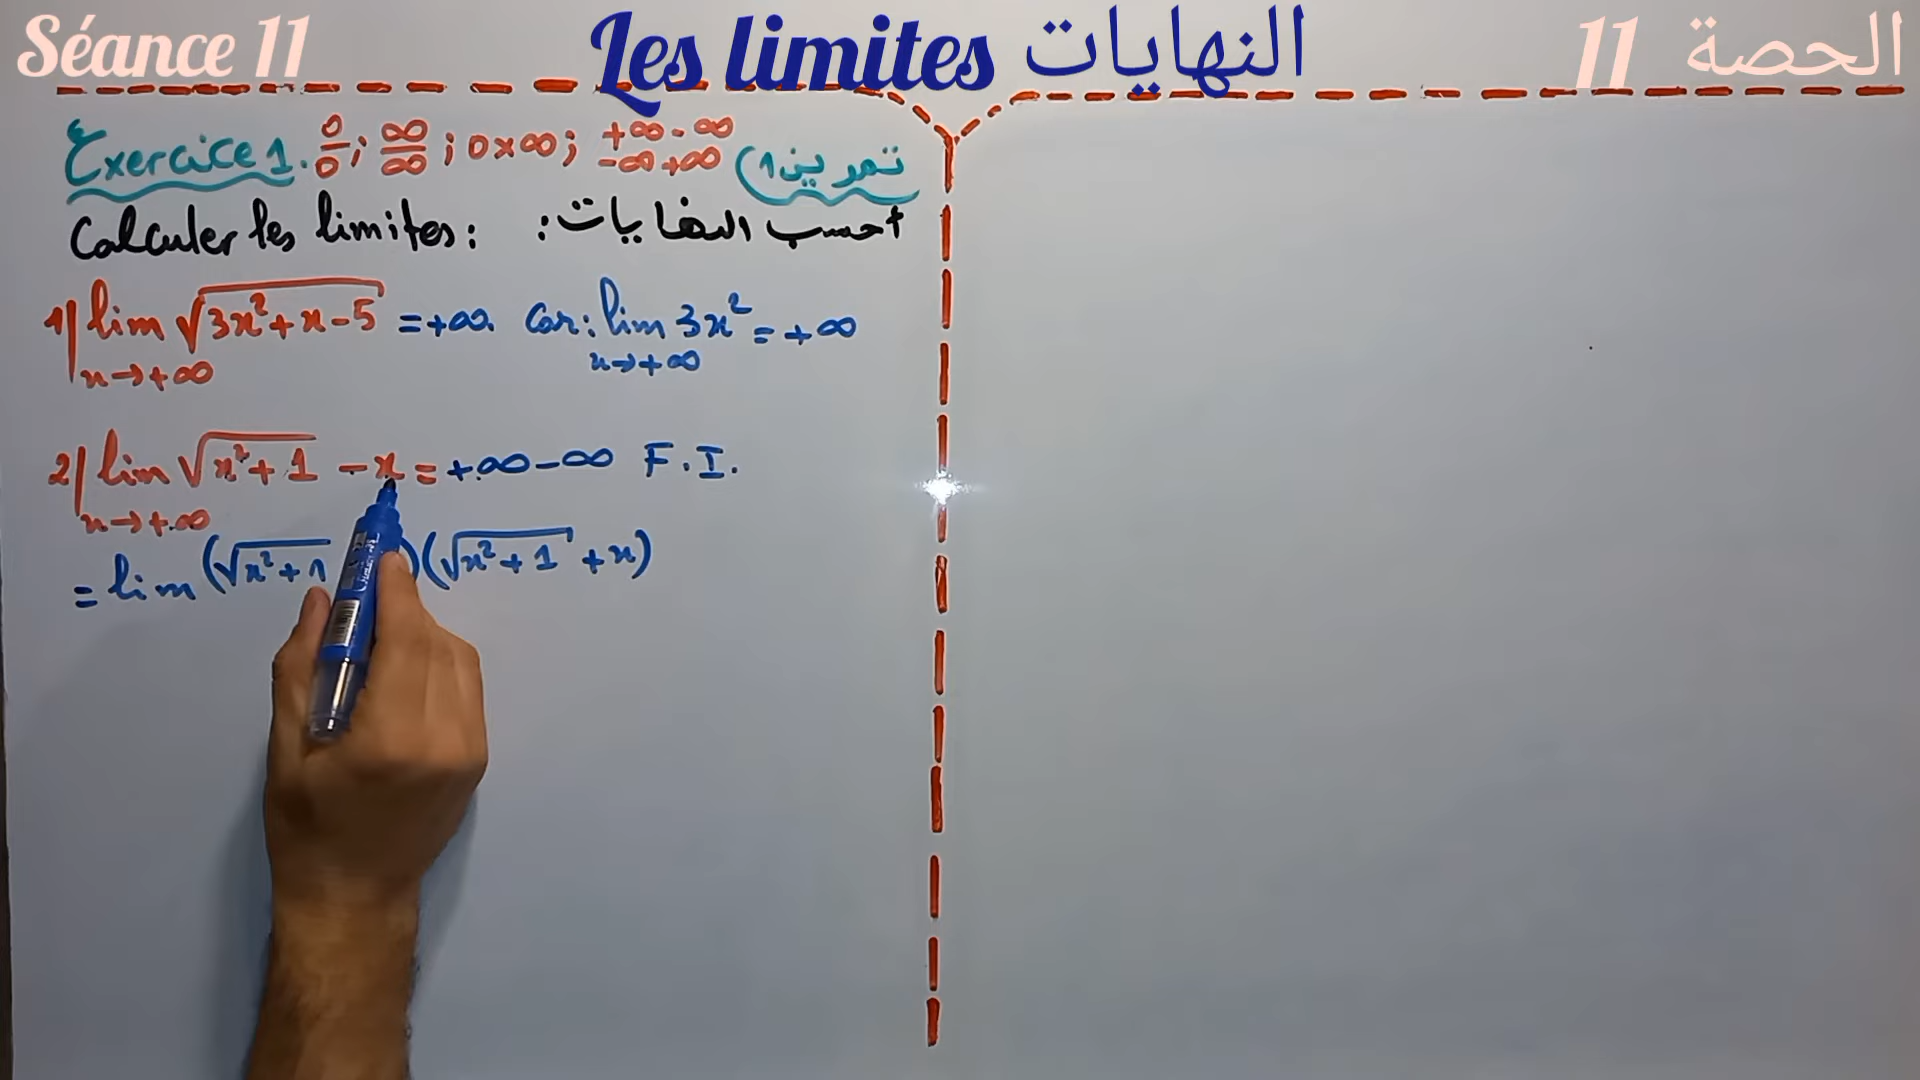 Séance 11
Les limites النهايات
الحصة 11
Exercice 1. 0/0 ; ∞/∞ ; 0×∞ ; +∞-∞ -∞+∞ تمرين 1)
Calculer les limites : احسب النهايات :
1) lim √(3x²+x-5) = +∞. car : lim 3x² = +∞
x→+∞ x→+∞
2) lim √(x²+1) -x = +∞-∞ F.I.
x→+∞
= lim (√(x²+1 )(√(x²+1) +x)